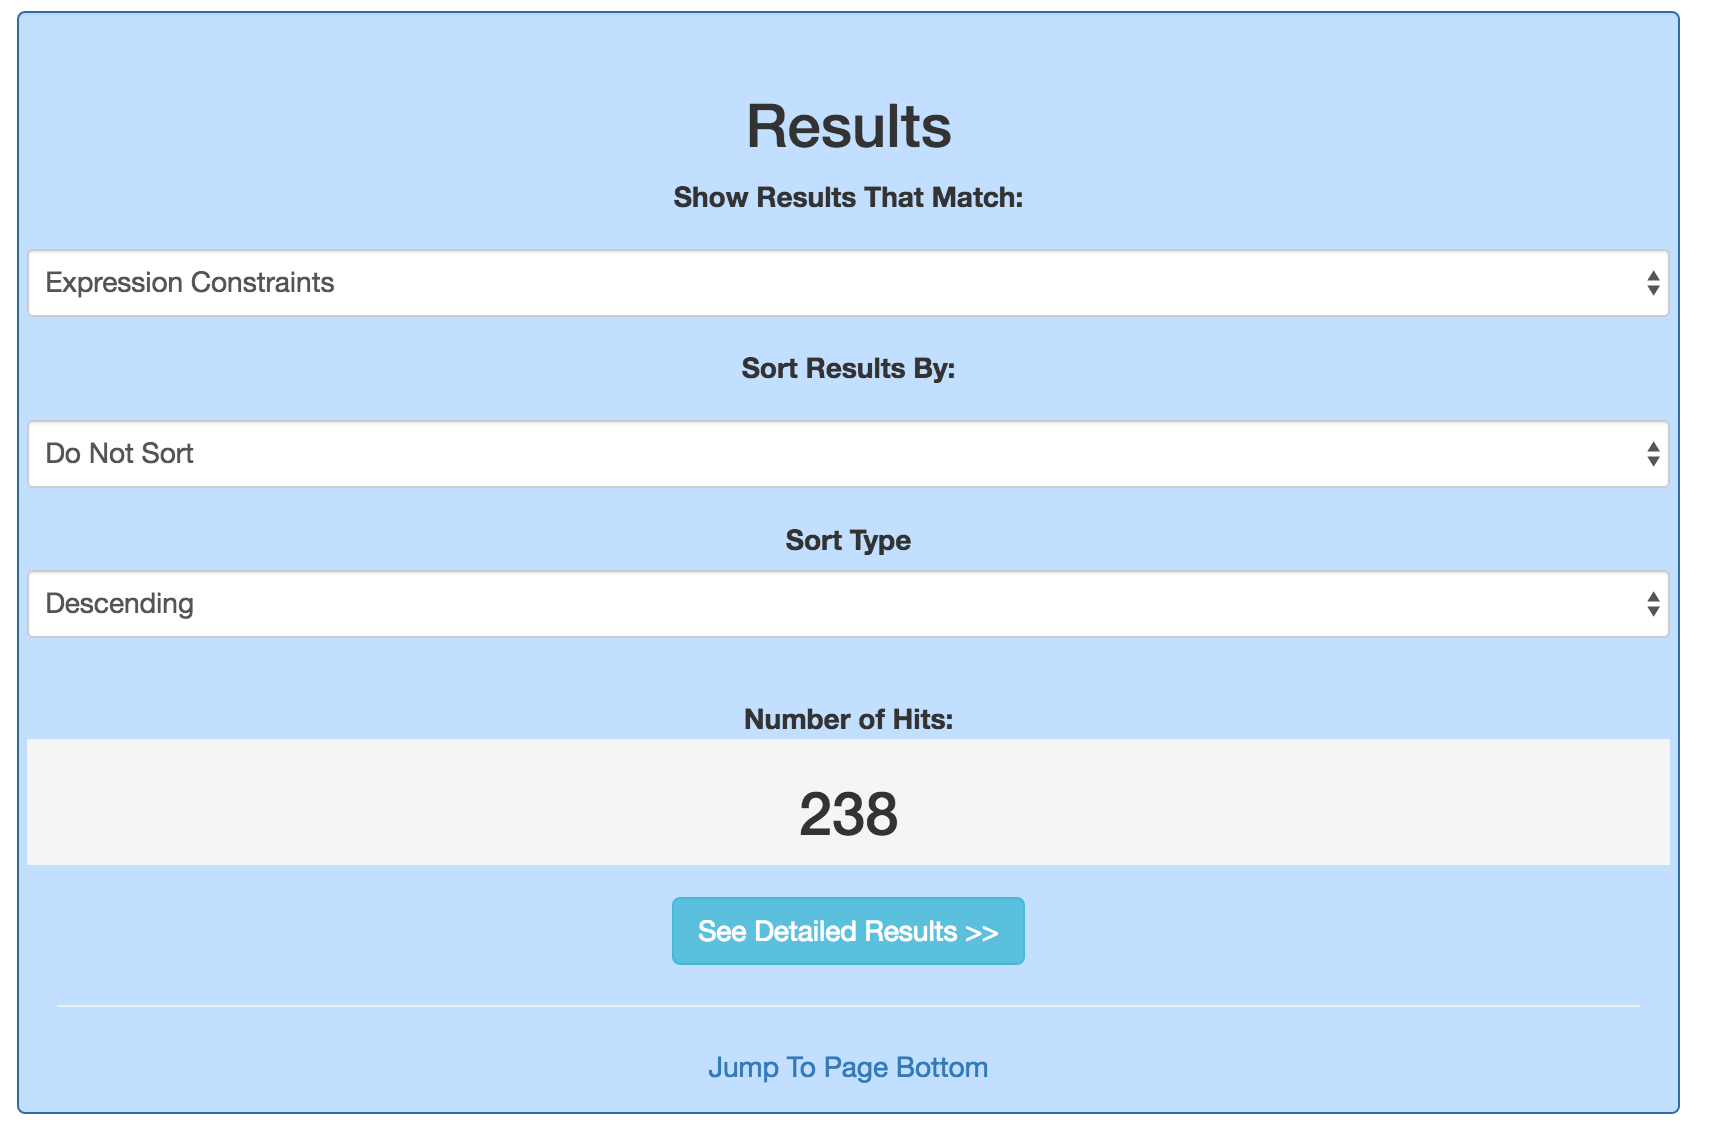 Results
Show Results That Match:
Expression Constraints
Sort Results By:
Do Not Sort
Sort Type
Descending
Number of Hits:
238
See Detailed Results >>
Jump To Page Bottom